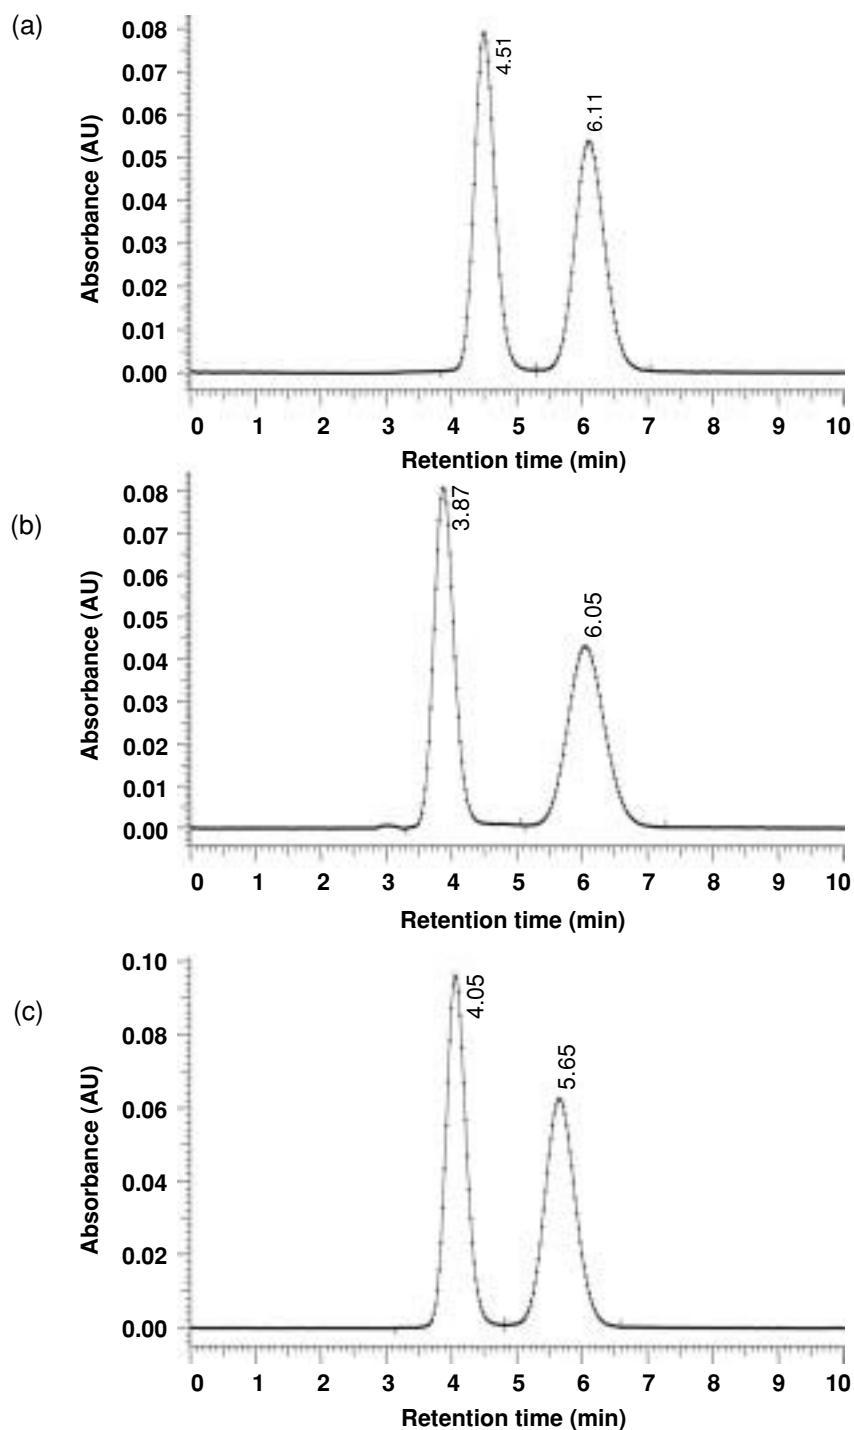 (a)
Absorbance (AU)
0.08
0.07
0.06
0.05
0.04
0.03
0.02
0.01
0.00
4.51
6.11
0 1 2 3 4 5 6 7 8 9 10
Retention time (min)
(b)
Absorbance (AU)
0.08
0.07
0.06
0.05
0.04
0.03
0.02
0.01
0.00
3.87
6.05
0 1 2 3 4 5 6 7 8 9 10
Retention time (min)
(c)
Absorbance (AU)
0.10
0.08
0.06
0.04
0.02
0.00
4.05
5.65
0 1 2 3 4 5 6 7 8 9 10
Retention time (min)